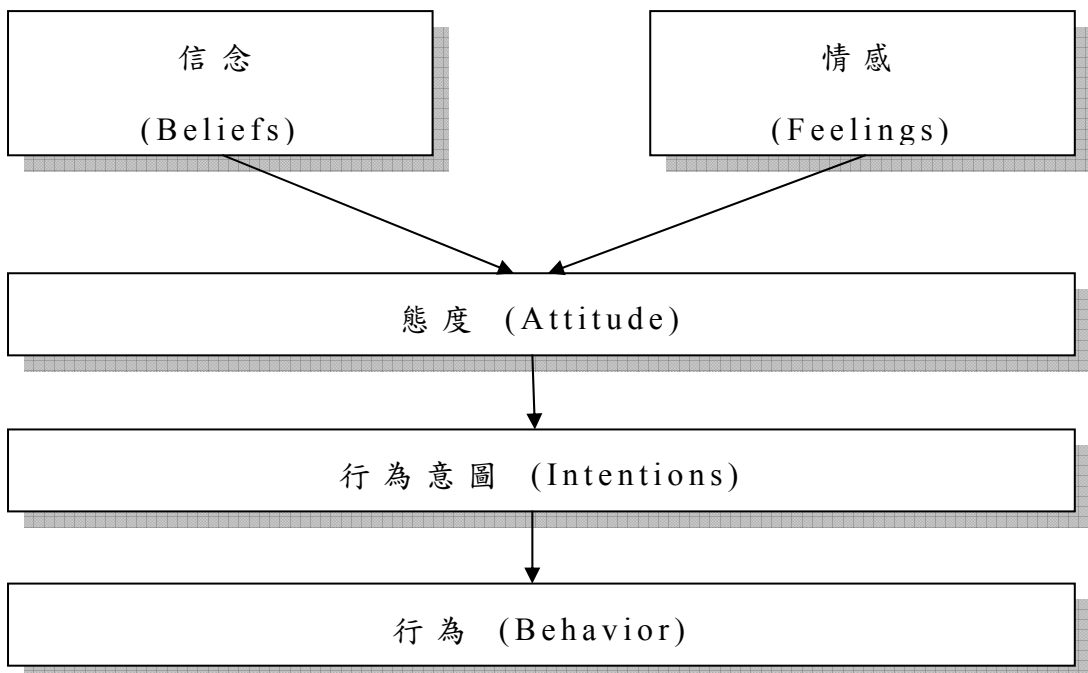 信念
(Beliefs)
情感
(Feelings)
態度 (Attitude)
行為意圖 (Intentions)
行為 (Behavior)